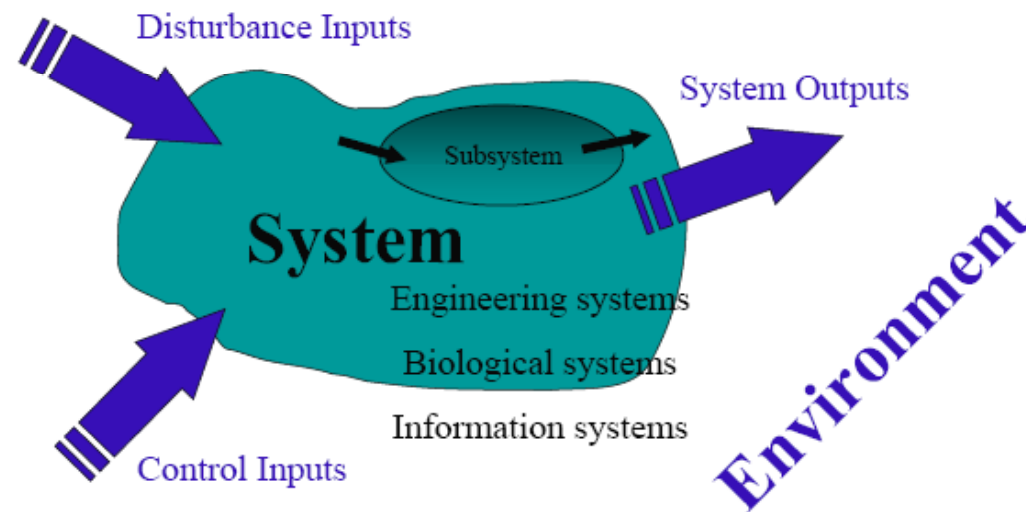 Disturbance Inputs
System Outputs
Subsystem
System
Engineering systems
Biological systems
Information systems
Control Inputs
Environment